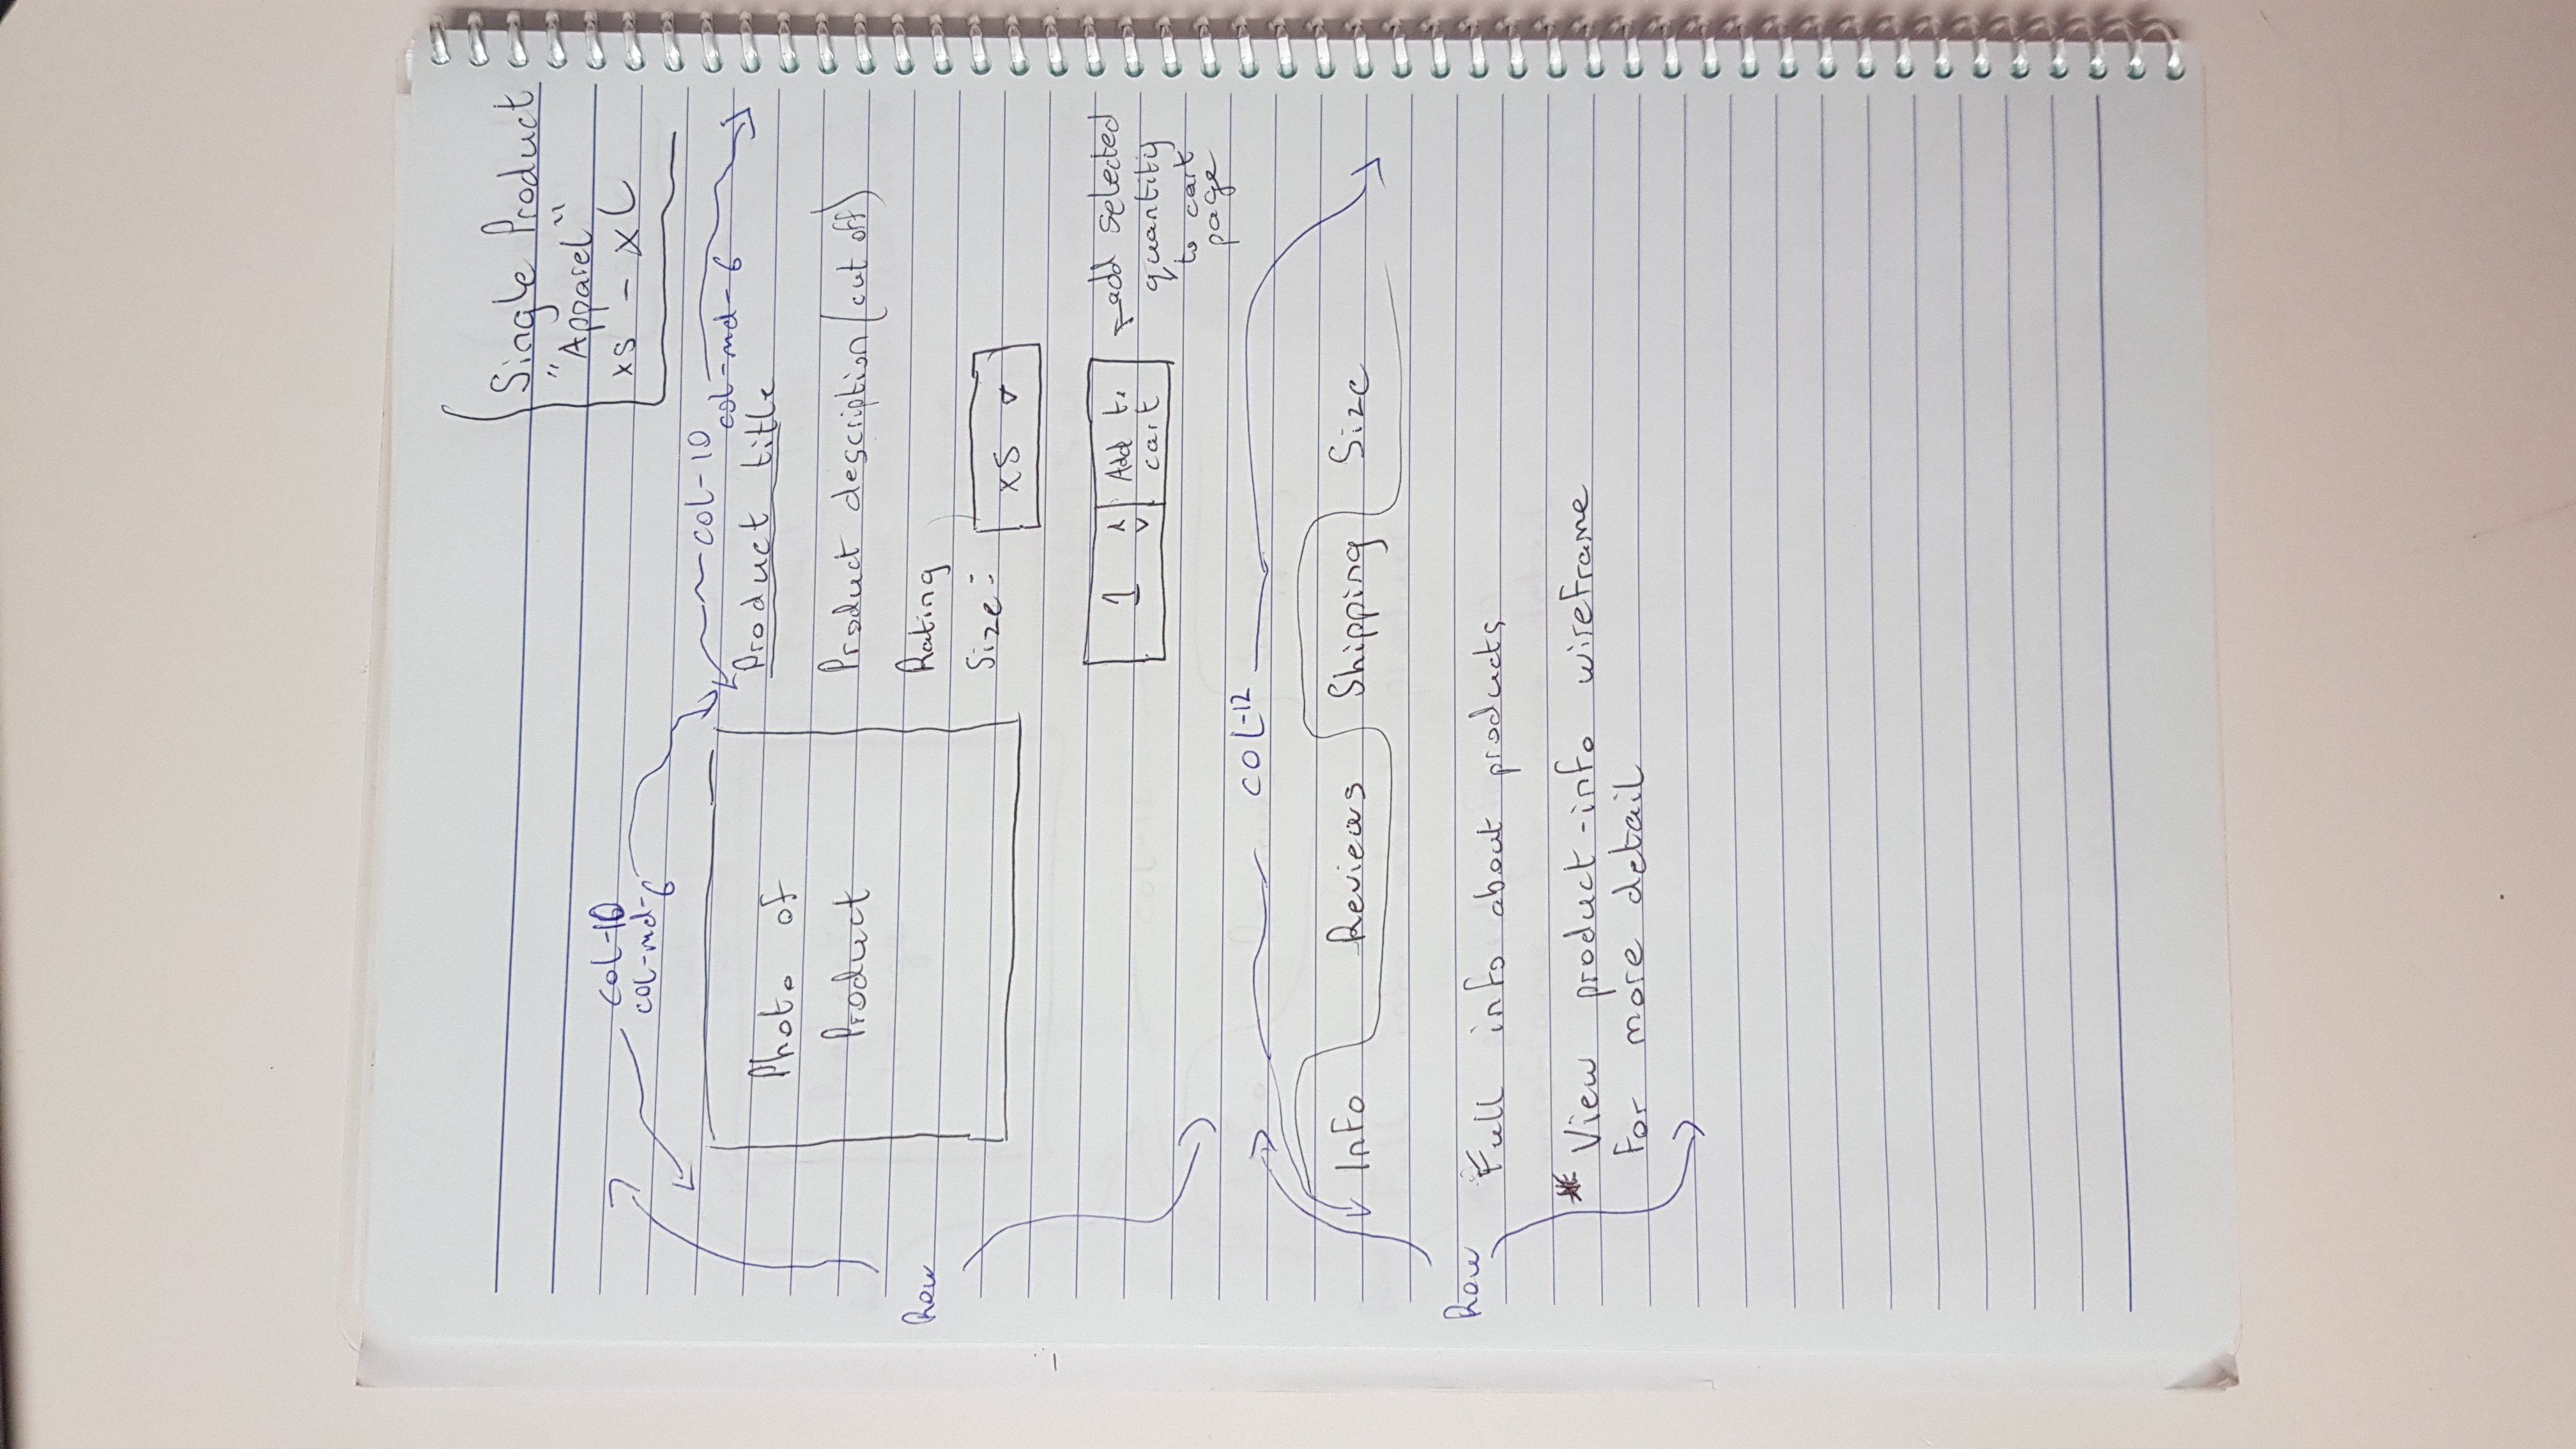 Single Product
"Apparel"
xs - xL
col-10
col-md-6
col-10
col-md-6
Photo of
Product
Product title
Product description (cut off)
Rating
Size: xs
Row
1 Add to
cart
add selected
quantity
to cart
page
col-12
Info Reviews Shipping Size
Row
Full info about products
* View product-info wireframe
for more detail